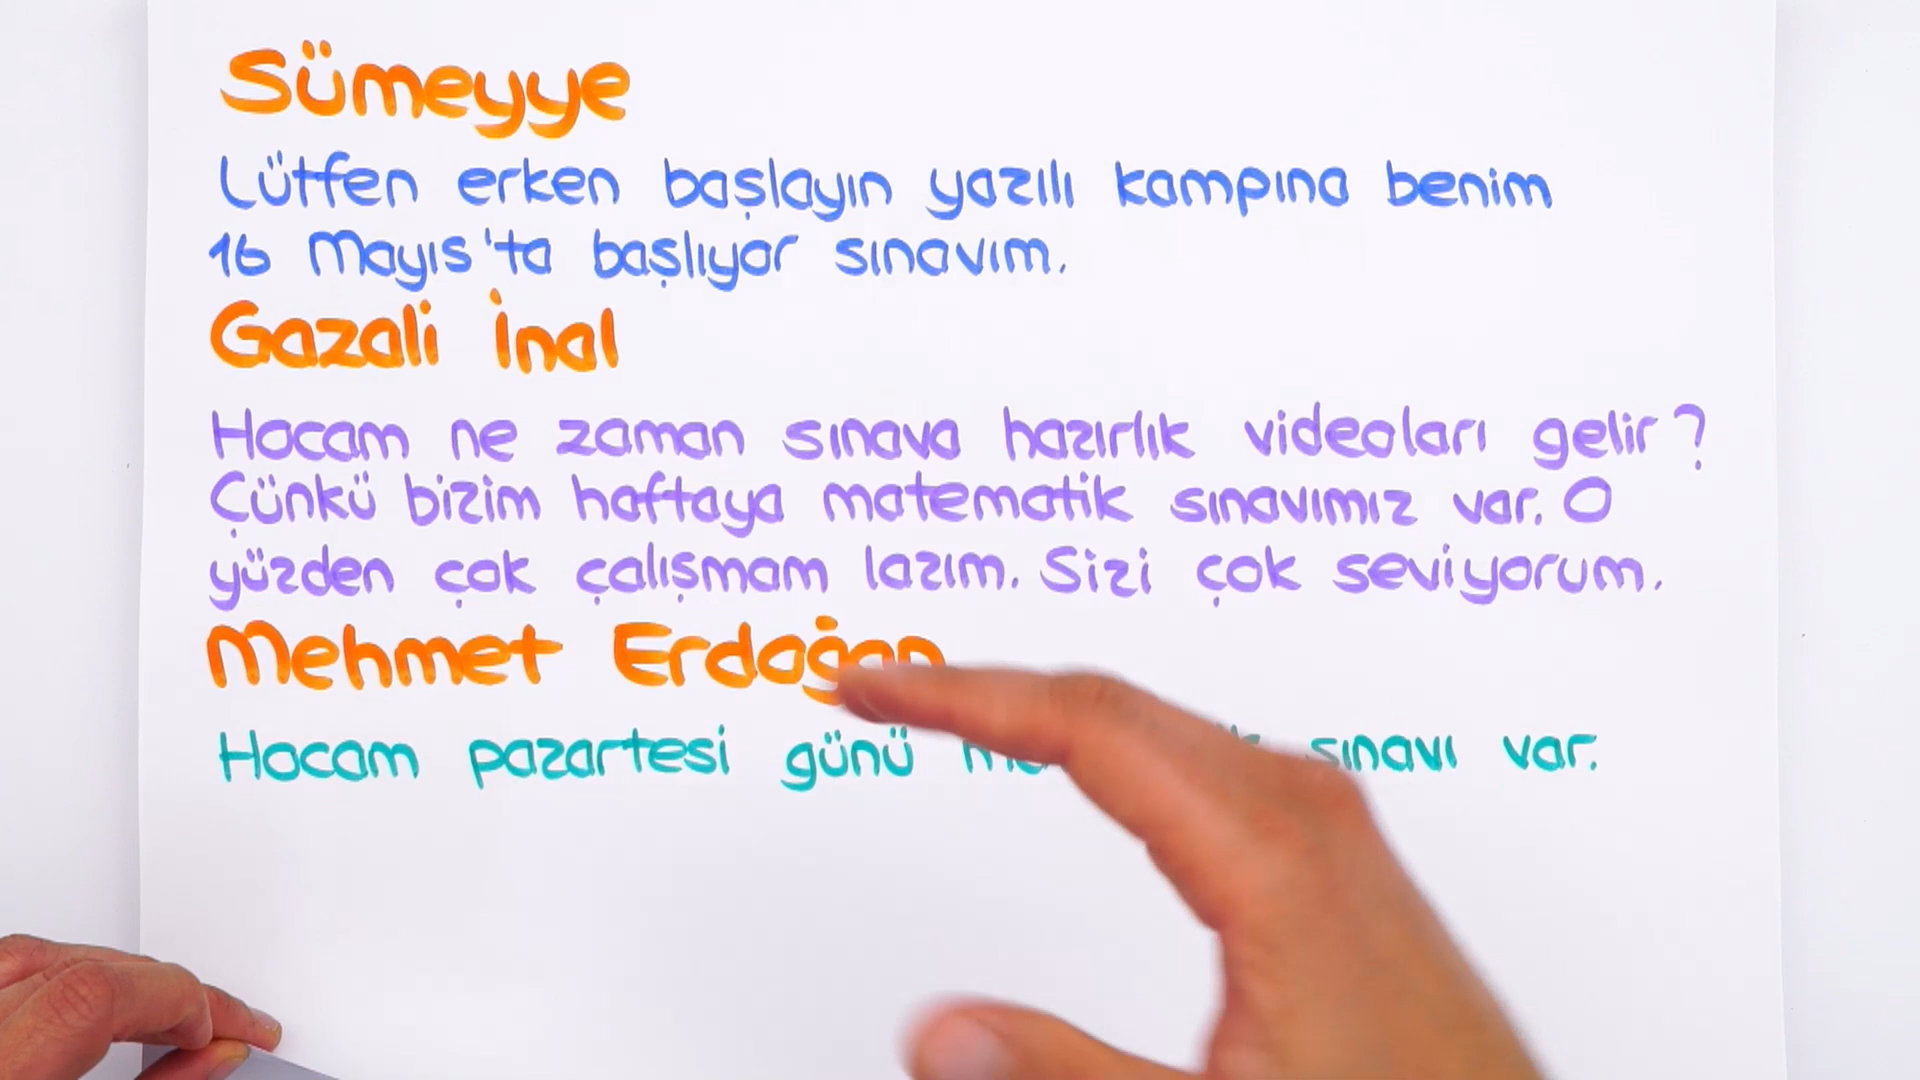 Sümeyye
Lütfen erken başlayın yazılı kampına benim
16 Mayıs'ta başlıyor sınavım.
Gazali İnal
Hocam ne zaman sınava hazırlık videoları gelir?
Çünkü bizim haftaya matematik sınavımız var. O
yüzden çok çalışmam lazım. Sizi çok seviyorum.
Mehmet Erdoğan
Hocam pazartesi günü sınavı var.